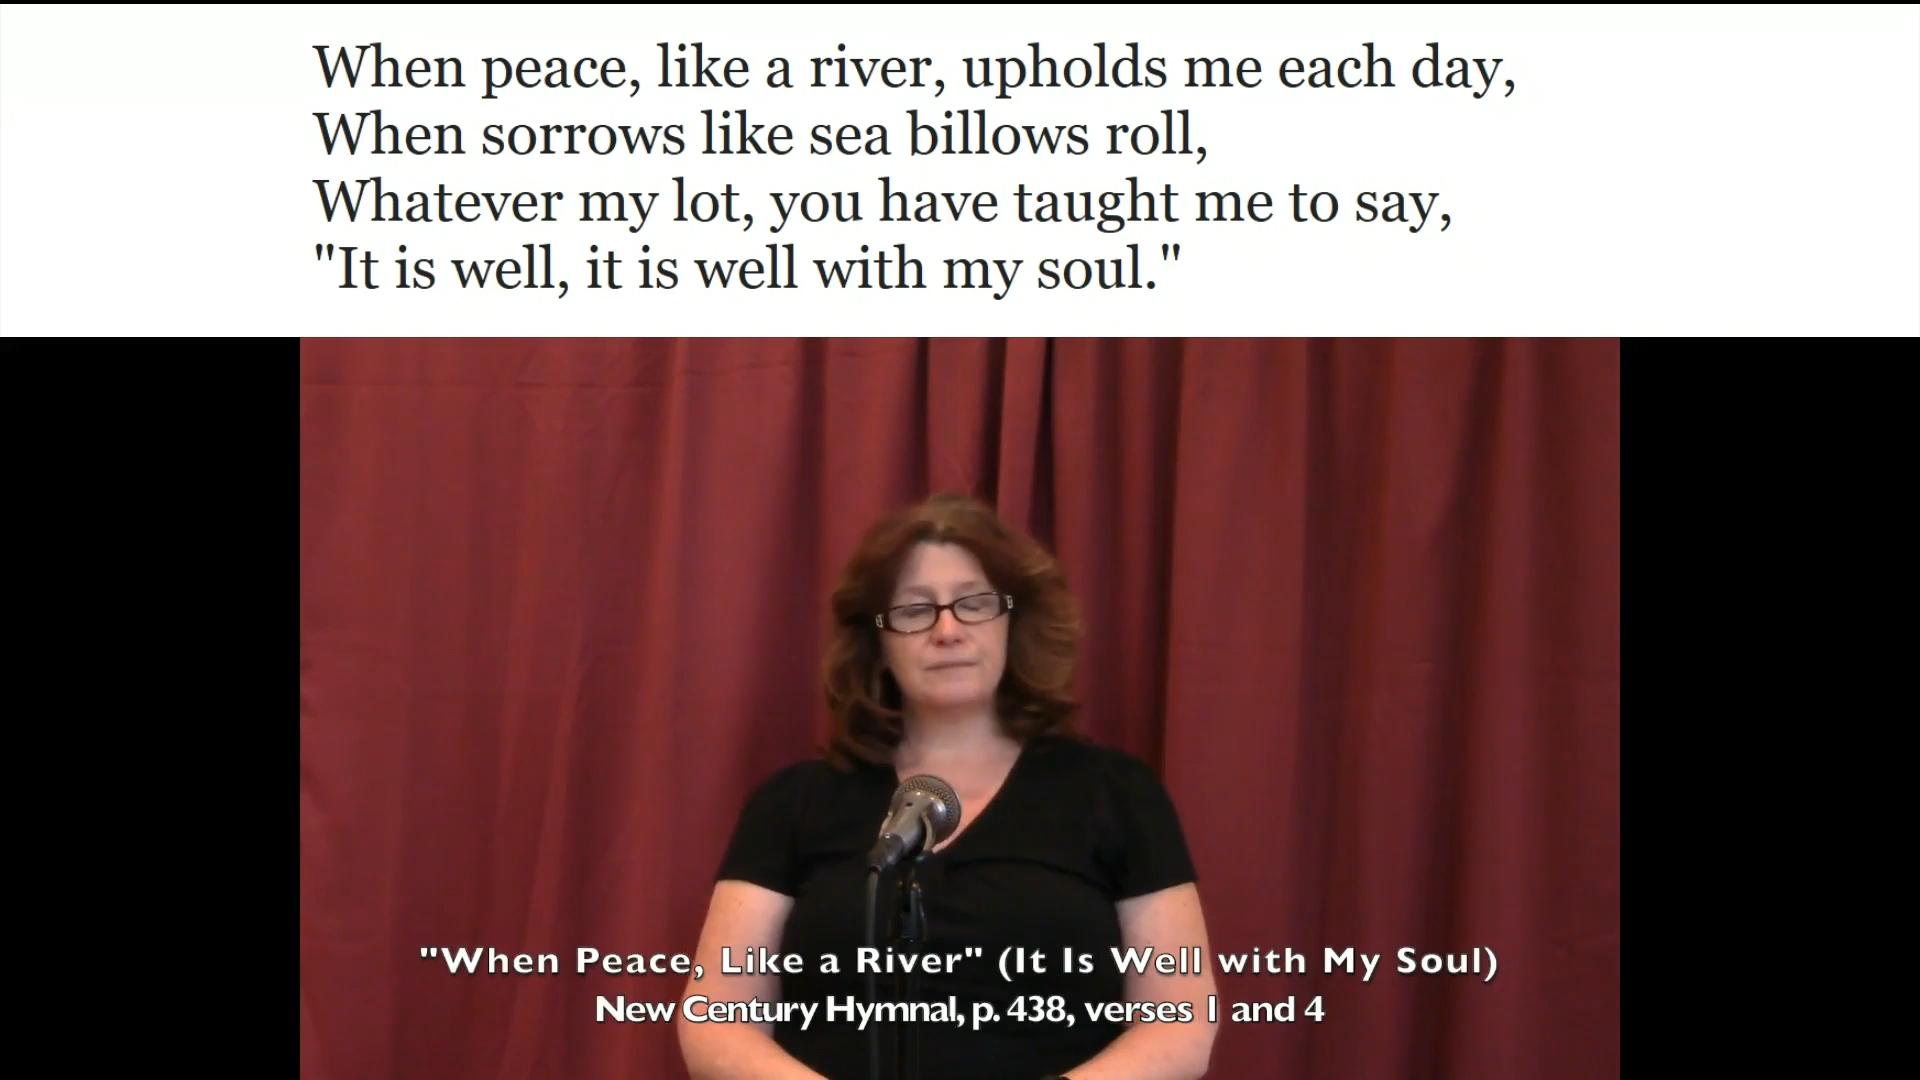 When peace, like a river, upholds me each day,
When sorrows like sea billows roll,
Whatever my lot, you have taught me to say,
"It is well, it is well with my soul."
"When Peace, Like a River" (It Is Well with My Soul)
New Century Hymnal, p. 438, verses 1 and 4